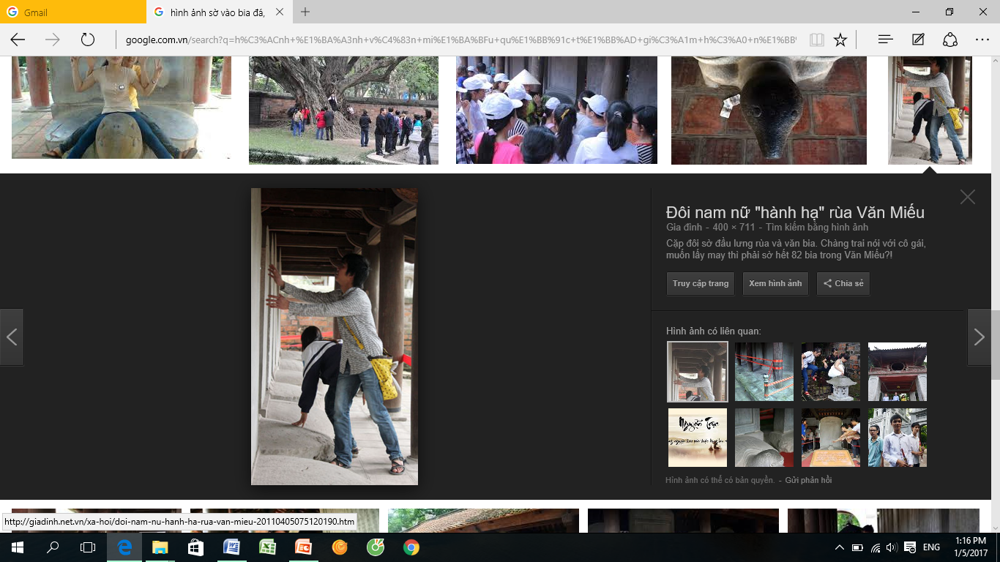 Gmail
hình ảnh sờ vào bia đá,
google.com.vn/search?q=h%C3%ACnh+%E1%BA%A3nh+v%C4%83n+mi%E1%BA%BFu+qu%E1%BB%91c+t%E1%BB%AD+gi%C3%A1m+h%C3%A0+n%E1%BB%
Đôi nam nữ "hành hạ" rùa Văn Miếu
Gia đình - 400 × 711 - Tìm kiếm bằng hình ảnh
Cặp đôi sờ đầu lưng rùa và văn bia. Chàng trai nói với cô gái,
muốn lấy may thì phải sờ hết 82 bia trong Văn Miếu?!
Truy cập trang
Xem hình ảnh
Chia sẻ
Hình ảnh có liên quan:
Hình ảnh có thể có bản quyền. - Gửi phản hồi
http://giadinh.net.vn/xa-hoi/doi-nam-nu-hanh-ha-rua-van-mieu-20110405075120190.htm
ENG
1:16 PM
1/5/2017